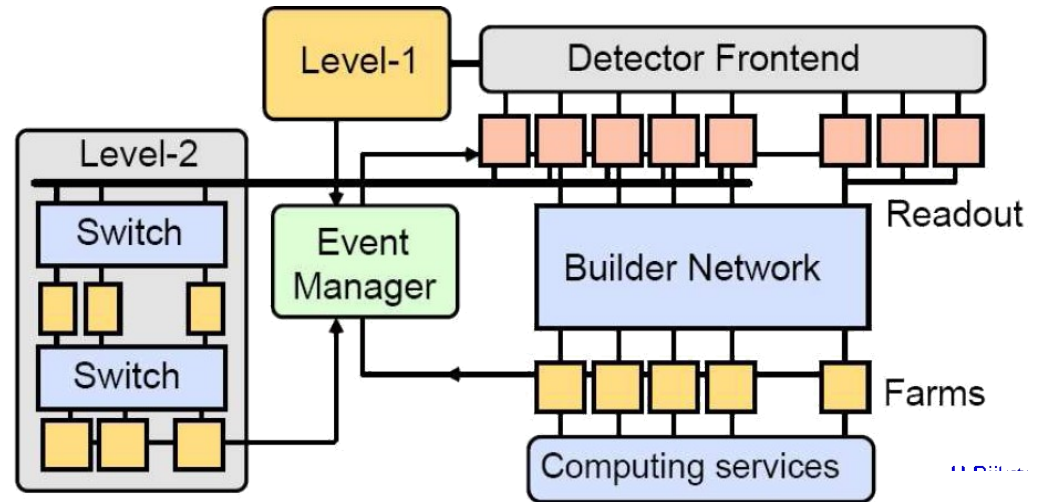 Level-1
Detector Frontend
Level-2
Switch
Event
Manager
Readout
Builder Network
Switch
Farms
Computing services